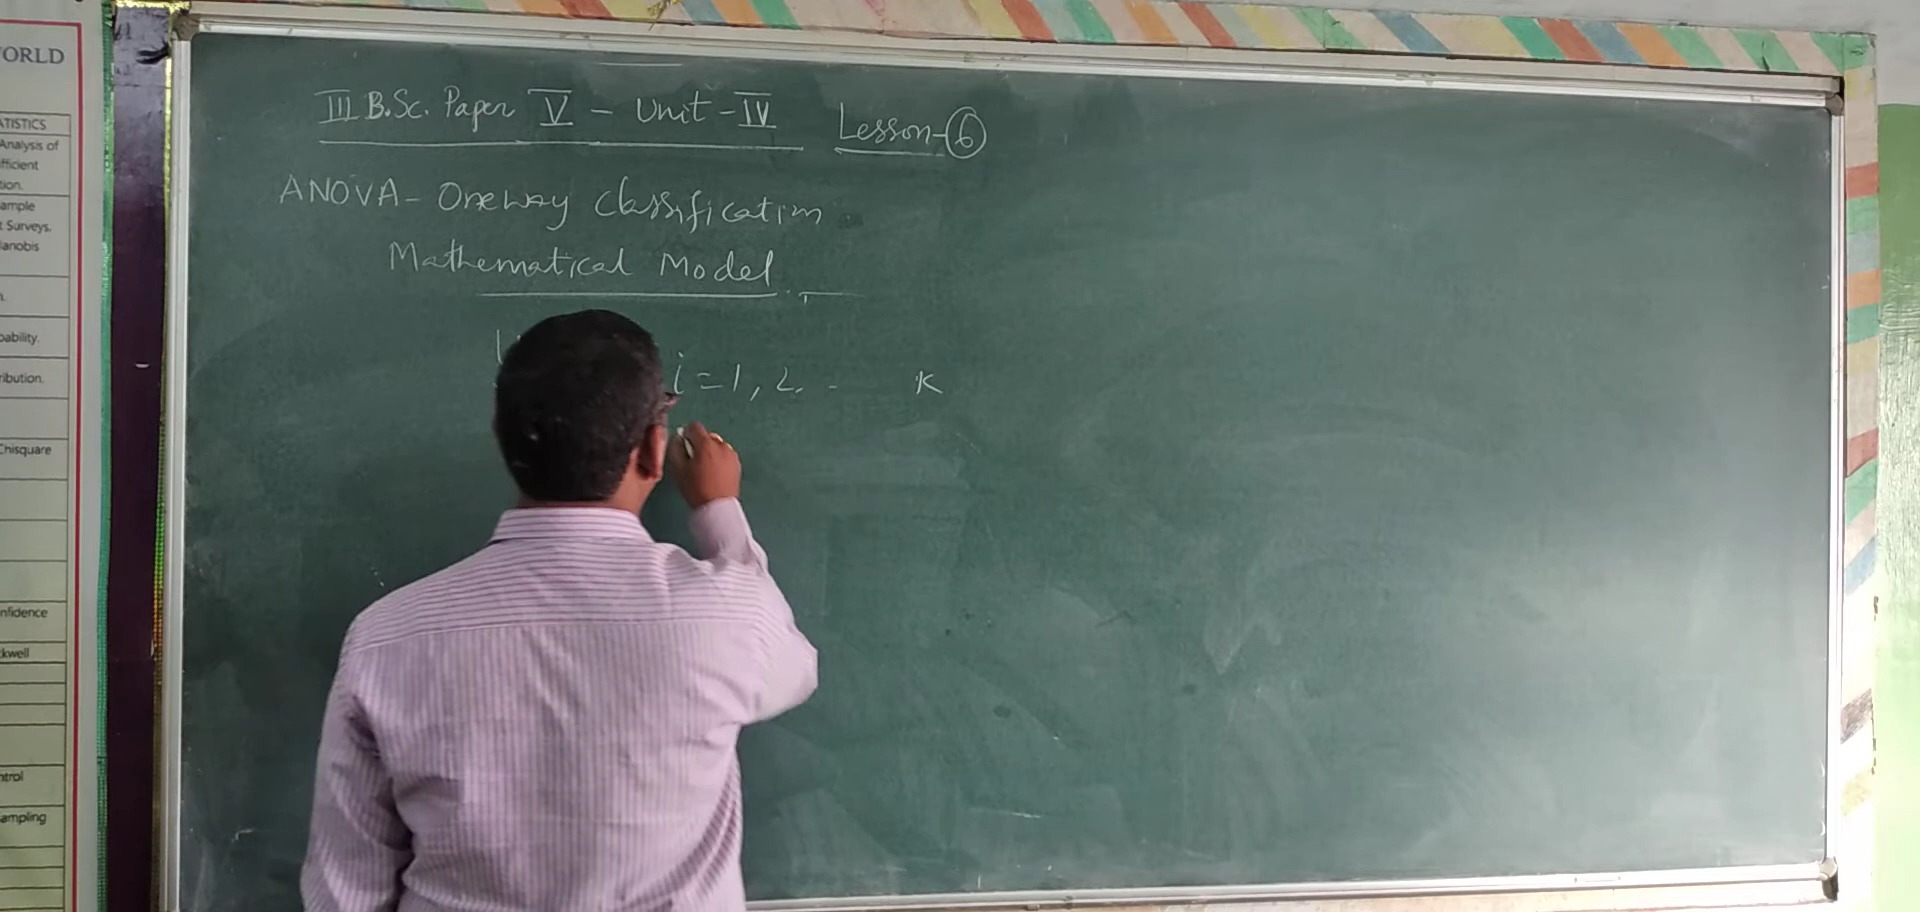 ORLD
ATISTICS
Analysis of
fficient
tion.
ample
t Surveys.
lanobis
bability.
ribution.
Chisquare
nfidence
ckwell
ntrol
ampling
III B.Sc. Paper V - Unit - IV Lesson - 6
ANOVA - Oneway classification
Mathematical Model
i = 1, 2. - K